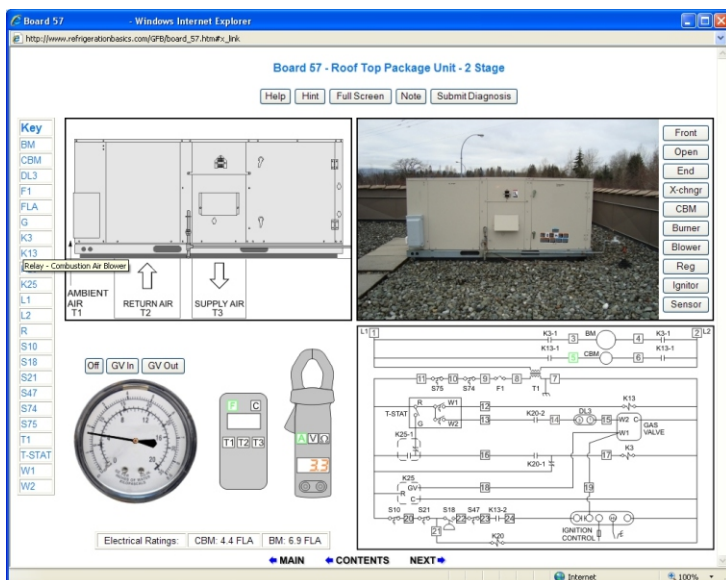 Board 57 - Windows Internet Explorer
http://www.refrigerationbasics.com/GFB/board_57.htm#x_link
Board 57 - Roof Top Package Unit - 2 Stage
Help Hint Full Screen Note Submit Diagnosis
Key
BM
CBM
DL3
F1
FLA
G
K3
K13
Relay - Combustion Air Blower
K25
L1
L2
R
S10
S18
S21
S47
S74
S75
T1
T-STAT
W1
W2
AMBIENT
AIR
T1
RETURN AIR
T2
SUPPLY AIR
T3
Front
Open
End
X-chngr
CBM
Burner
Blower
Reg
Ignitor
Sensor
Off GV In GV Out
F C
T1 T2 T3
A V Ω
3.3
L1 1 K3-1 3 BM 4 K3-1 2 L2
K13-1 5 CBM 6 K13-1
11 S75 10 S74 9 F1 8 T1 7
T-STAT R W1 12 K13
G W2 13 K20-2 14 DL3 15 W2 C
W1 GAS
VALVE
K25-1
16 K20-1 17 K3
K25
R GV 18 19
C
S10 20 S21 S18 22 S47 23 K13-2 24
21 K20
IGNITION
CONTROL
Electrical Ratings: CBM: 4.4 FLA BM: 6.9 FLA
MAIN CONTENTS NEXT
Internet 100%